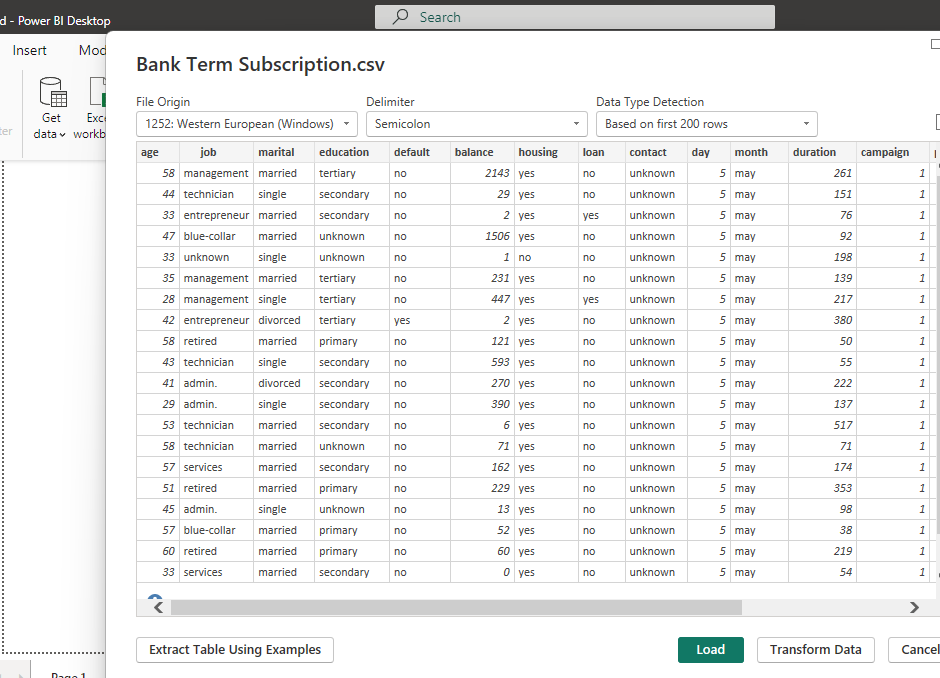 d - Power BI Desktop
Search
Insert Mod
Get data
Exc workb
ter
Bank Term Subscription.csv
File Origin Delimiter Data Type Detection
1252: Western European (Windows) Semicolon Based on first 200 rows
age job marital education default balance housing loan contact day month duration campaign p
58 management married tertiary no 2143 yes no unknown 5 may 261 1
44 technician single secondary no 29 yes no unknown 5 may 151 1
33 entrepreneur married secondary no 2 yes yes unknown 5 may 76 1
47 blue-collar married unknown no 1506 yes no unknown 5 may 92 1
33 unknown single unknown no 1 no no unknown 5 may 198 1
35 management married tertiary no 231 yes no unknown 5 may 139 1
28 management single tertiary no 447 yes yes unknown 5 may 217 1
42 entrepreneur divorced tertiary yes 2 yes no unknown 5 may 380 1
58 retired married primary no 121 yes no unknown 5 may 50 1
43 technician single secondary no 593 yes no unknown 5 may 55 1
41 admin. divorced secondary no 270 yes no unknown 5 may 222 1
29 admin. single secondary no 390 yes no unknown 5 may 137 1
53 technician married secondary no 6 yes no unknown 5 may 517 1
58 technician married unknown no 71 yes no unknown 5 may 71 1
57 services married secondary no 162 yes no unknown 5 may 174 1
51 retired married primary no 229 yes no unknown 5 may 353 1
45 admin. single unknown no 13 yes no unknown 5 may 98 1
57 blue-collar married primary no 52 yes no unknown 5 may 38 1
60 retired married primary no 60 yes no unknown 5 may 219 1
33 services married secondary no 0 yes no unknown 5 may 54 1
Extract Table Using Examples Load Transform Data Cancel
Page 1